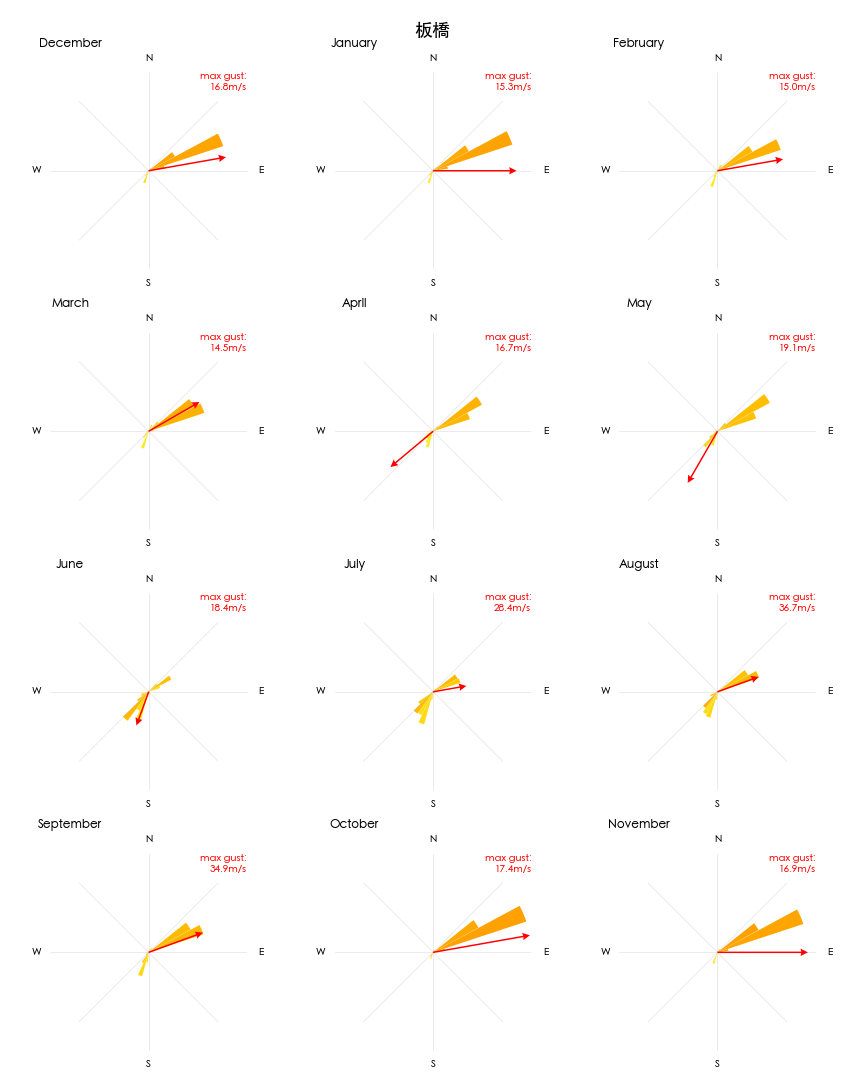 板橋
December
N
max gust:
16.8m/s
W
E
S
January
N
max gust:
15.3m/s
W
E
S
February
N
max gust:
15.0m/s
W
E
S
March
N
max gust:
14.5m/s
W
E
S
April
N
max gust:
16.7m/s
W
E
S
May
N
max gust:
19.1m/s
W
E
S
June
N
max gust:
18.4m/s
W
E
S
July
N
max gust:
28.4m/s
W
E
S
August
N
max gust:
36.7m/s
W
E
S
September
N
max gust:
34.9m/s
W
E
S
October
N
max gust:
17.4m/s
W
E
S
November
N
max gust:
16.9m/s
W
E
S